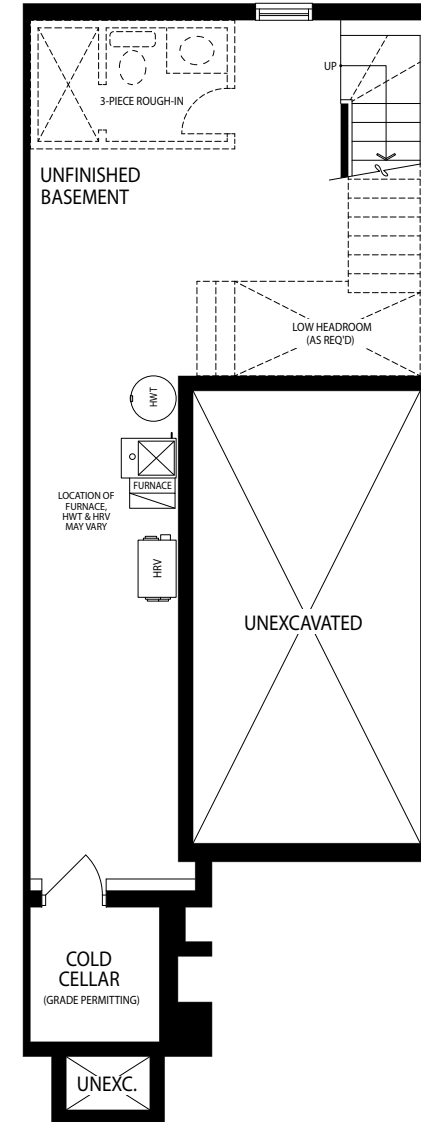 UP
3-PIECE ROUGH-IN
UNFINISHED
BASEMENT
LOW HEADROOM
(AS REQ'D)
HWT
FURNACE
LOCATION OF
FURNACE,
HWT & HRV
MAY VARY
HRV
UNEXCAVATED
COLD
CELLAR
(GRADE PERMITTING)
UNEXC.